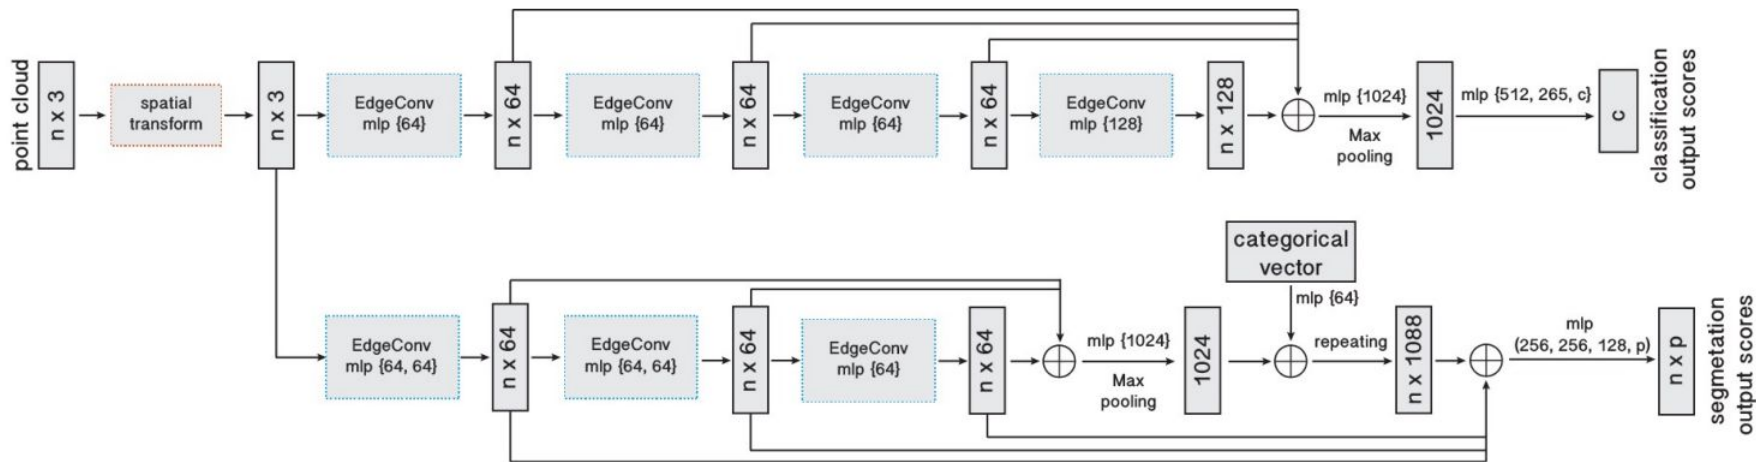 point cloud
n x 3
spatial
transform
n x 3
EdgeConv
mlp {64}
n x 64
EdgeConv
mlp {64}
n x 64
EdgeConv
mlp {64}
n x 64
EdgeConv
mlp {128}
n x 128
mlp {1024}
Max
pooling
1024
mlp {512, 265, c}
c
classification
output scores
EdgeConv
mlp {64, 64}
n x 64
EdgeConv
mlp {64, 64}
n x 64
EdgeConv
mlp {64}
n x 64
mlp {1024}
Max
pooling
1024
categorical
vector
mlp {64}
repeating
n x 1088
mlp
(256, 256, 128, p)
n x p
segmetation
output scores